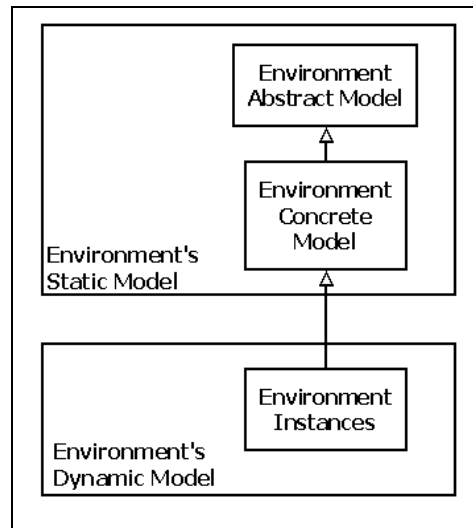 Environment
Abstract Model
Environment
Concrete
Model
Environment's
Static Model
Environment
Instances
Environment's
Dynamic Model